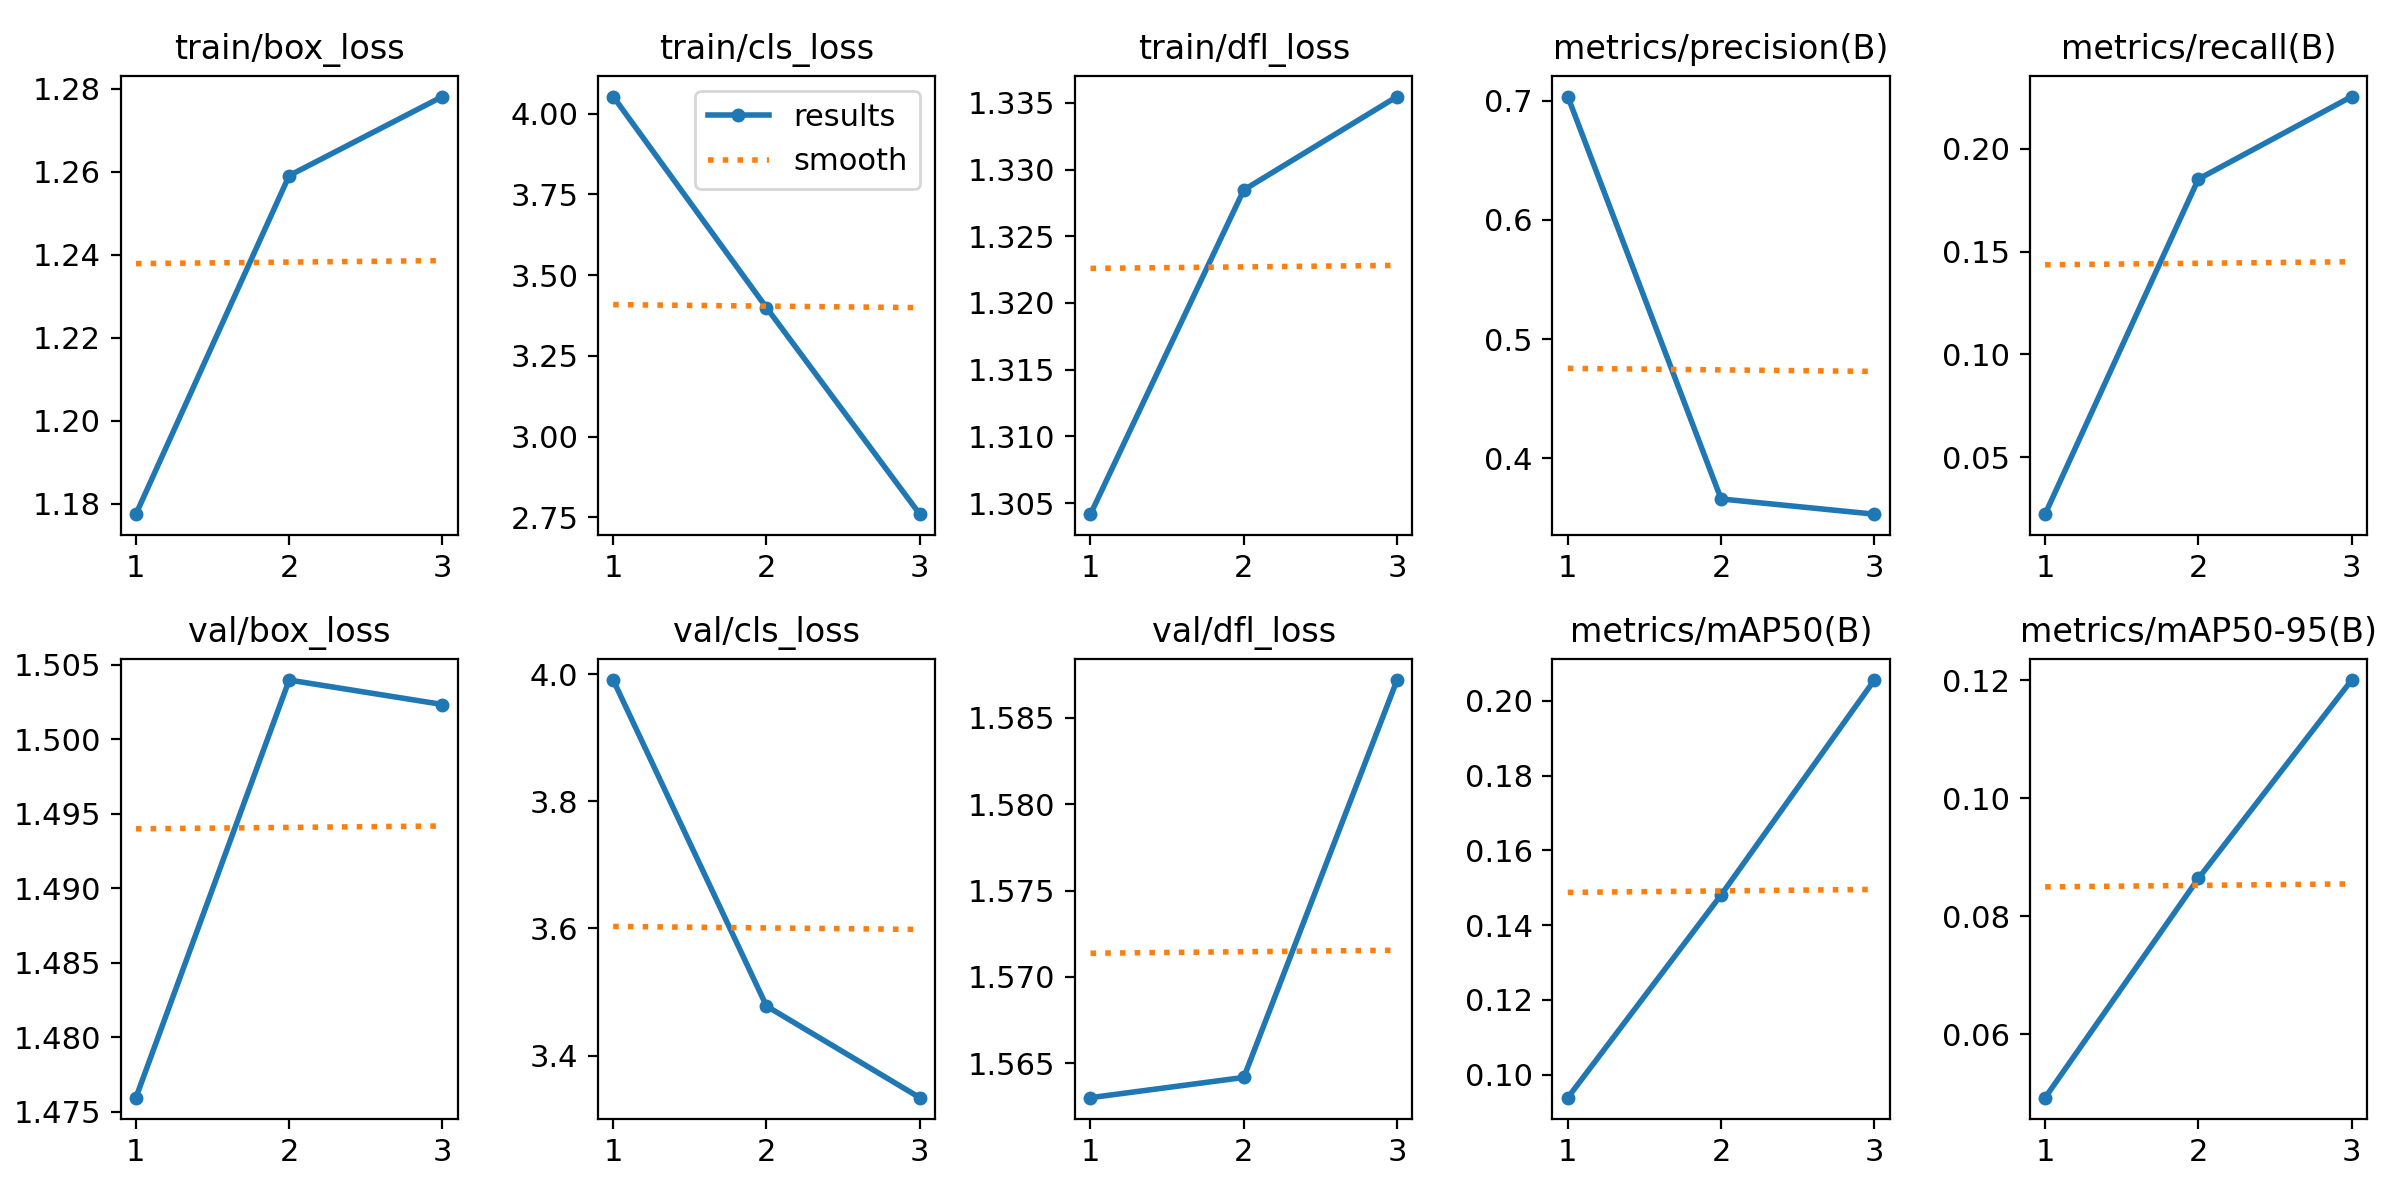 train/box_loss
1.28
1.26
1.24
1.22
1.20
1.18
1 2 3
train/cls_loss
results
smooth
4.00
3.75
3.50
3.25
3.00
2.75
1 2 3
train/dfl_loss
1.335
1.330
1.325
1.320
1.315
1.310
1.305
1 2 3
metrics/precision(B)
0.7
0.6
0.5
0.4
1 2 3
metrics/recall(B)
0.20
0.15
0.10
0.05
1 2 3
val/box_loss
1.505
1.500
1.495
1.490
1.485
1.480
1.475
1 2 3
val/cls_loss
4.0
3.8
3.6
3.4
1 2 3
val/dfl_loss
1.585
1.580
1.575
1.570
1.565
1 2 3
metrics/mAP50(B)
0.20
0.18
0.16
0.14
0.12
0.10
1 2 3
metrics/mAP50-95(B)
0.12
0.10
0.08
0.06
1 2 3